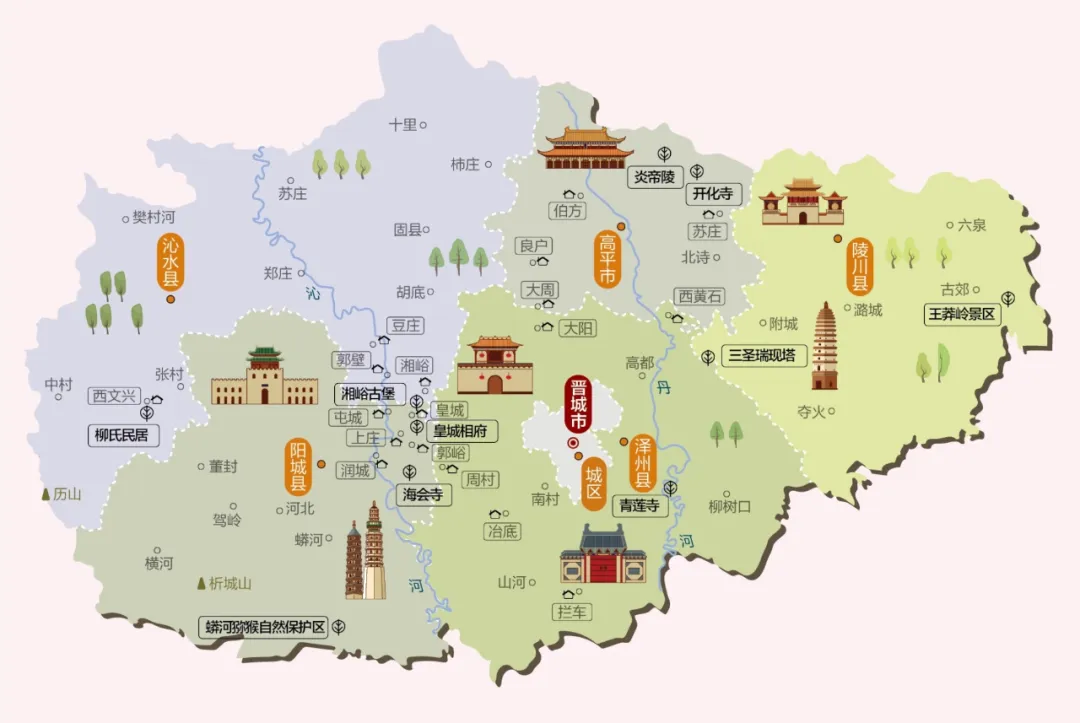 十里
柿庄
苏庄
樊村河
固县
沁水县
郑庄
沁
胡底
豆庄
郭壁
湘峪
张村
中村
西文兴
柳氏民居
历山
湘峪古堡
屯城
皇城
上庄
皇城相府
郭峪
润城
周村
海会寺
阳城县
董封
驾岭
河北
蟒河
横河
析城山
河
蟒河猕猴自然保护区
炎帝陵
开化寺
伯方
苏庄
良户
高平市
北诗
大周
西黄石
大阳
高都
丹
晋城市
泽州县
城区
青莲寺
南村
冶底
柳树口
河
山河
拦车
六泉
陵川县
古郊
王莽岭景区
潞城
附城
三圣瑞现塔
夺火